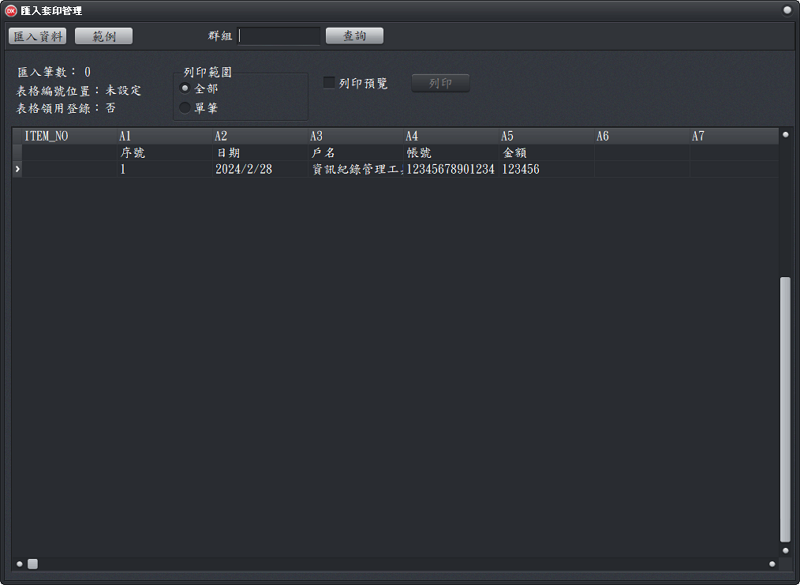 匯入套印管理
匯入資料 範例 群組 查詢
匯入筆數： 0
表格編號位置：未設定
表格領用登錄：否
列印範圍
全部
單筆
列印預覽 列印
ITEM_NO A1 A2 A3 A4 A5 A6 A7
序號 日期 戶名 帳號 金額
1 2024/2/28 資訊紀錄管理工 12345678901234 123456